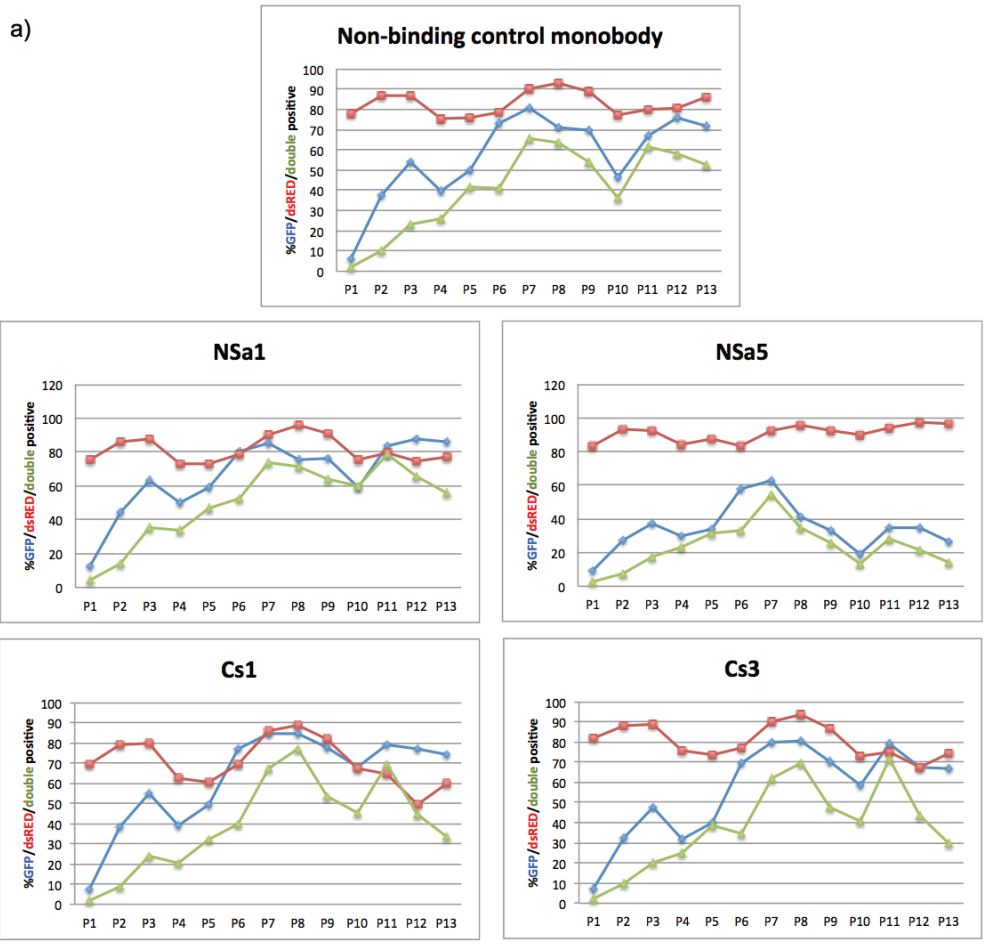 a)
Non-binding control monobody
%GFP/dsRED/double positive
100
90
80
70
60
50
40
30
20
10
0
P1 P2 P3 P4 P5 P6 P7 P8 P9 P10 P11 P12 P13
NSa1
%GFP/dsRED/double positive
120
100
80
60
40
20
0
P1 P2 P3 P4 P5 P6 P7 P8 P9 P10 P11 P12 P13
NSa5
%GFP/dsRED/double positive
120
100
80
60
40
20
0
P1 P2 P3 P4 P5 P6 P7 P8 P9 P10 P11 P12 P13
Cs1
%GFP/dsRED/double positive
100
90
80
70
60
50
40
30
20
10
0
P1 P2 P3 P4 P5 P6 P7 P8 P9 P10 P11 P12 P13
Cs3
%GFP/dsRED/double positive
100
90
80
70
60
50
40
30
20
10
0
P1 P2 P3 P4 P5 P6 P7 P8 P9 P10 P11 P12 P13